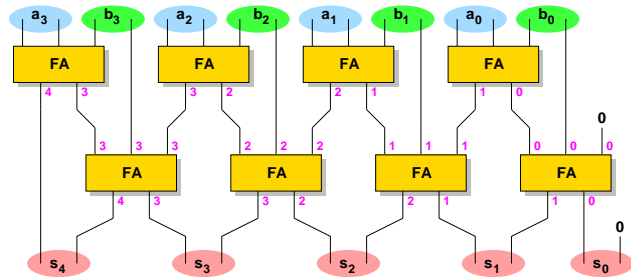 a3 b3 a2 b2 a1 b1 a0 b0
FA FA FA FA
4 3 3 2 2 1 1 0
0
3 3 3 2 2 2 1 1 1 0 0 0
FA FA FA FA
4 3 3 2 2 1 1 0
0
s4 s3 s2 s1 s0